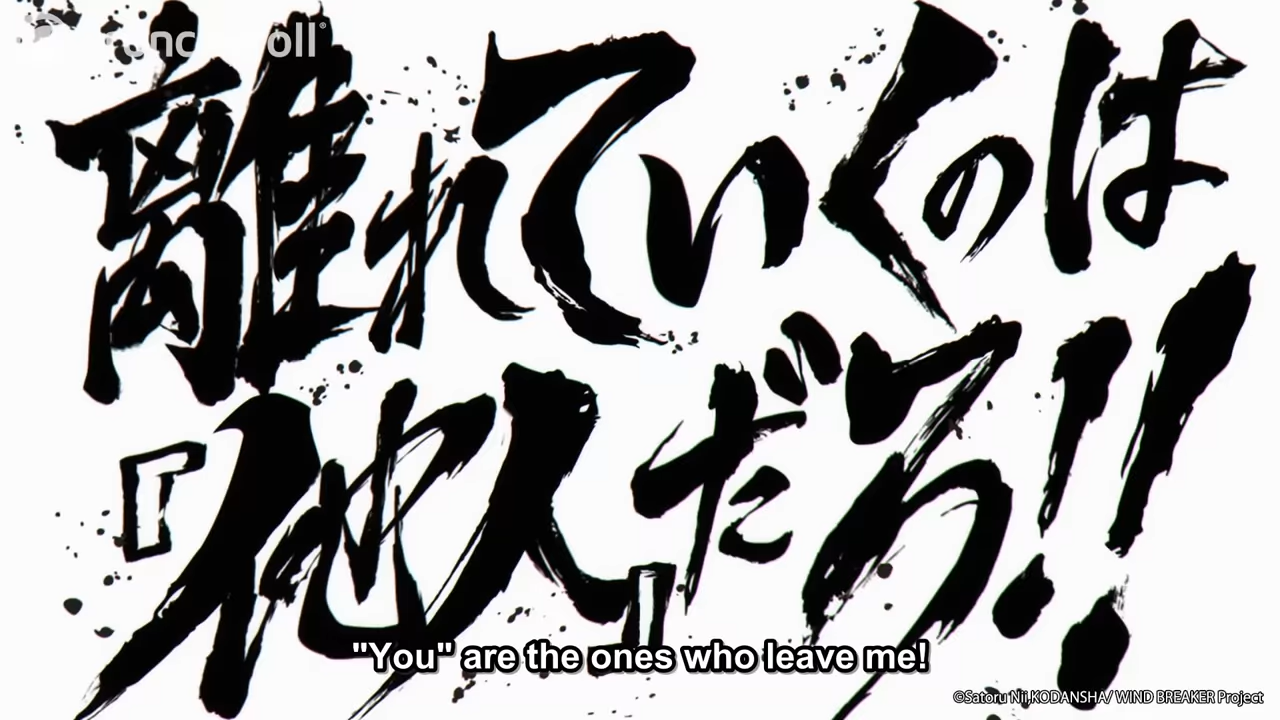 crunchyroll®
離れていくのは
『他人』だろ!!
"You" are the ones who leave me!
©Satoru Nii,KODANSHA/ WIND BREAKER Project